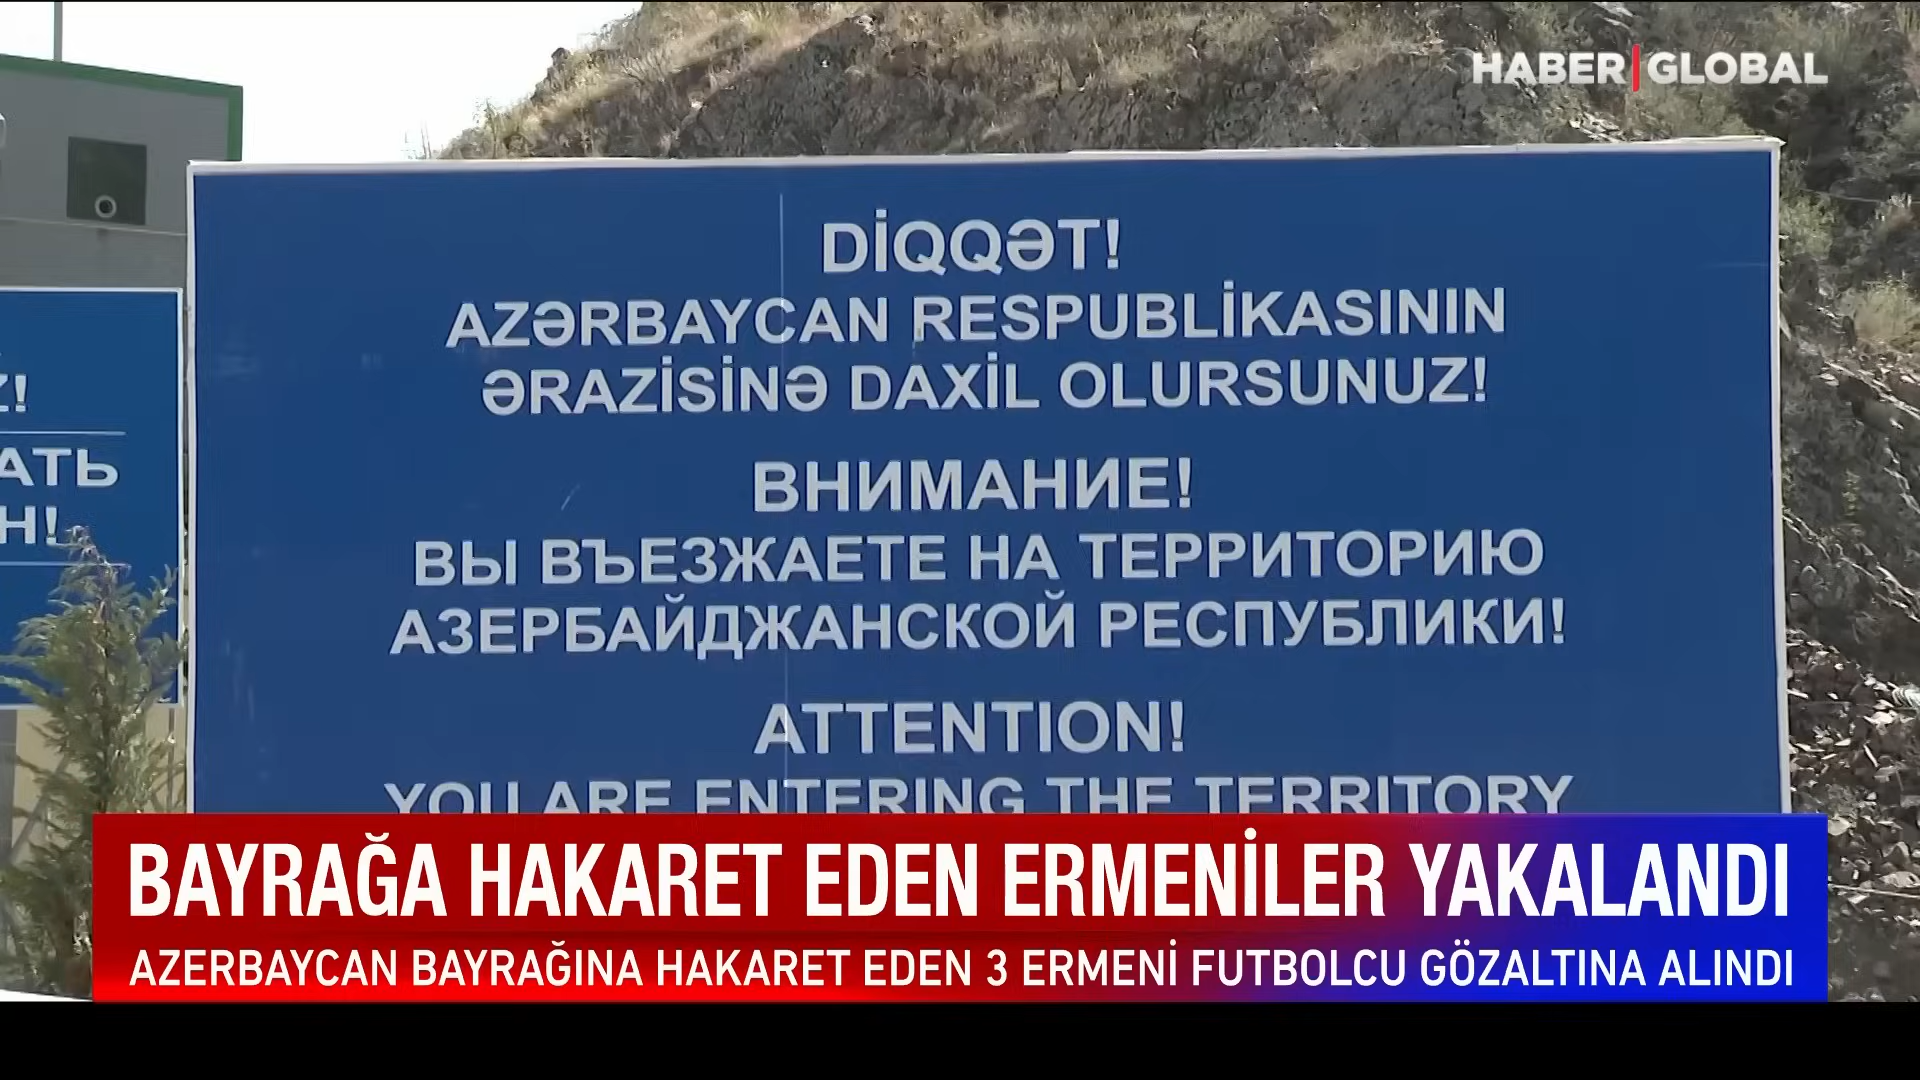 HABER|GLOBAL
DİQQƏT!
AZƏRBAYCAN RESPUBLİKASININ
ƏRAZİSİNƏ DAXİL OLURSUNUZ!
ВНИМАНИЕ!
ВЫ ВЪЕЗЖАЕТЕ НА ТЕРРИТОРИЮ
АЗЕРБАЙДЖАНСКОЙ РЕСПУБЛИКИ!
ATTENTION!
YOU ARE ENTERING THE TERRITORY
BAYRAĞA HAKARET EDEN ERMENİLER YAKALANDI
AZERBAYCAN BAYRAĞINA HAKARET EDEN 3 ERMENİ FUTBOLCU GÖZALTINA ALINDI